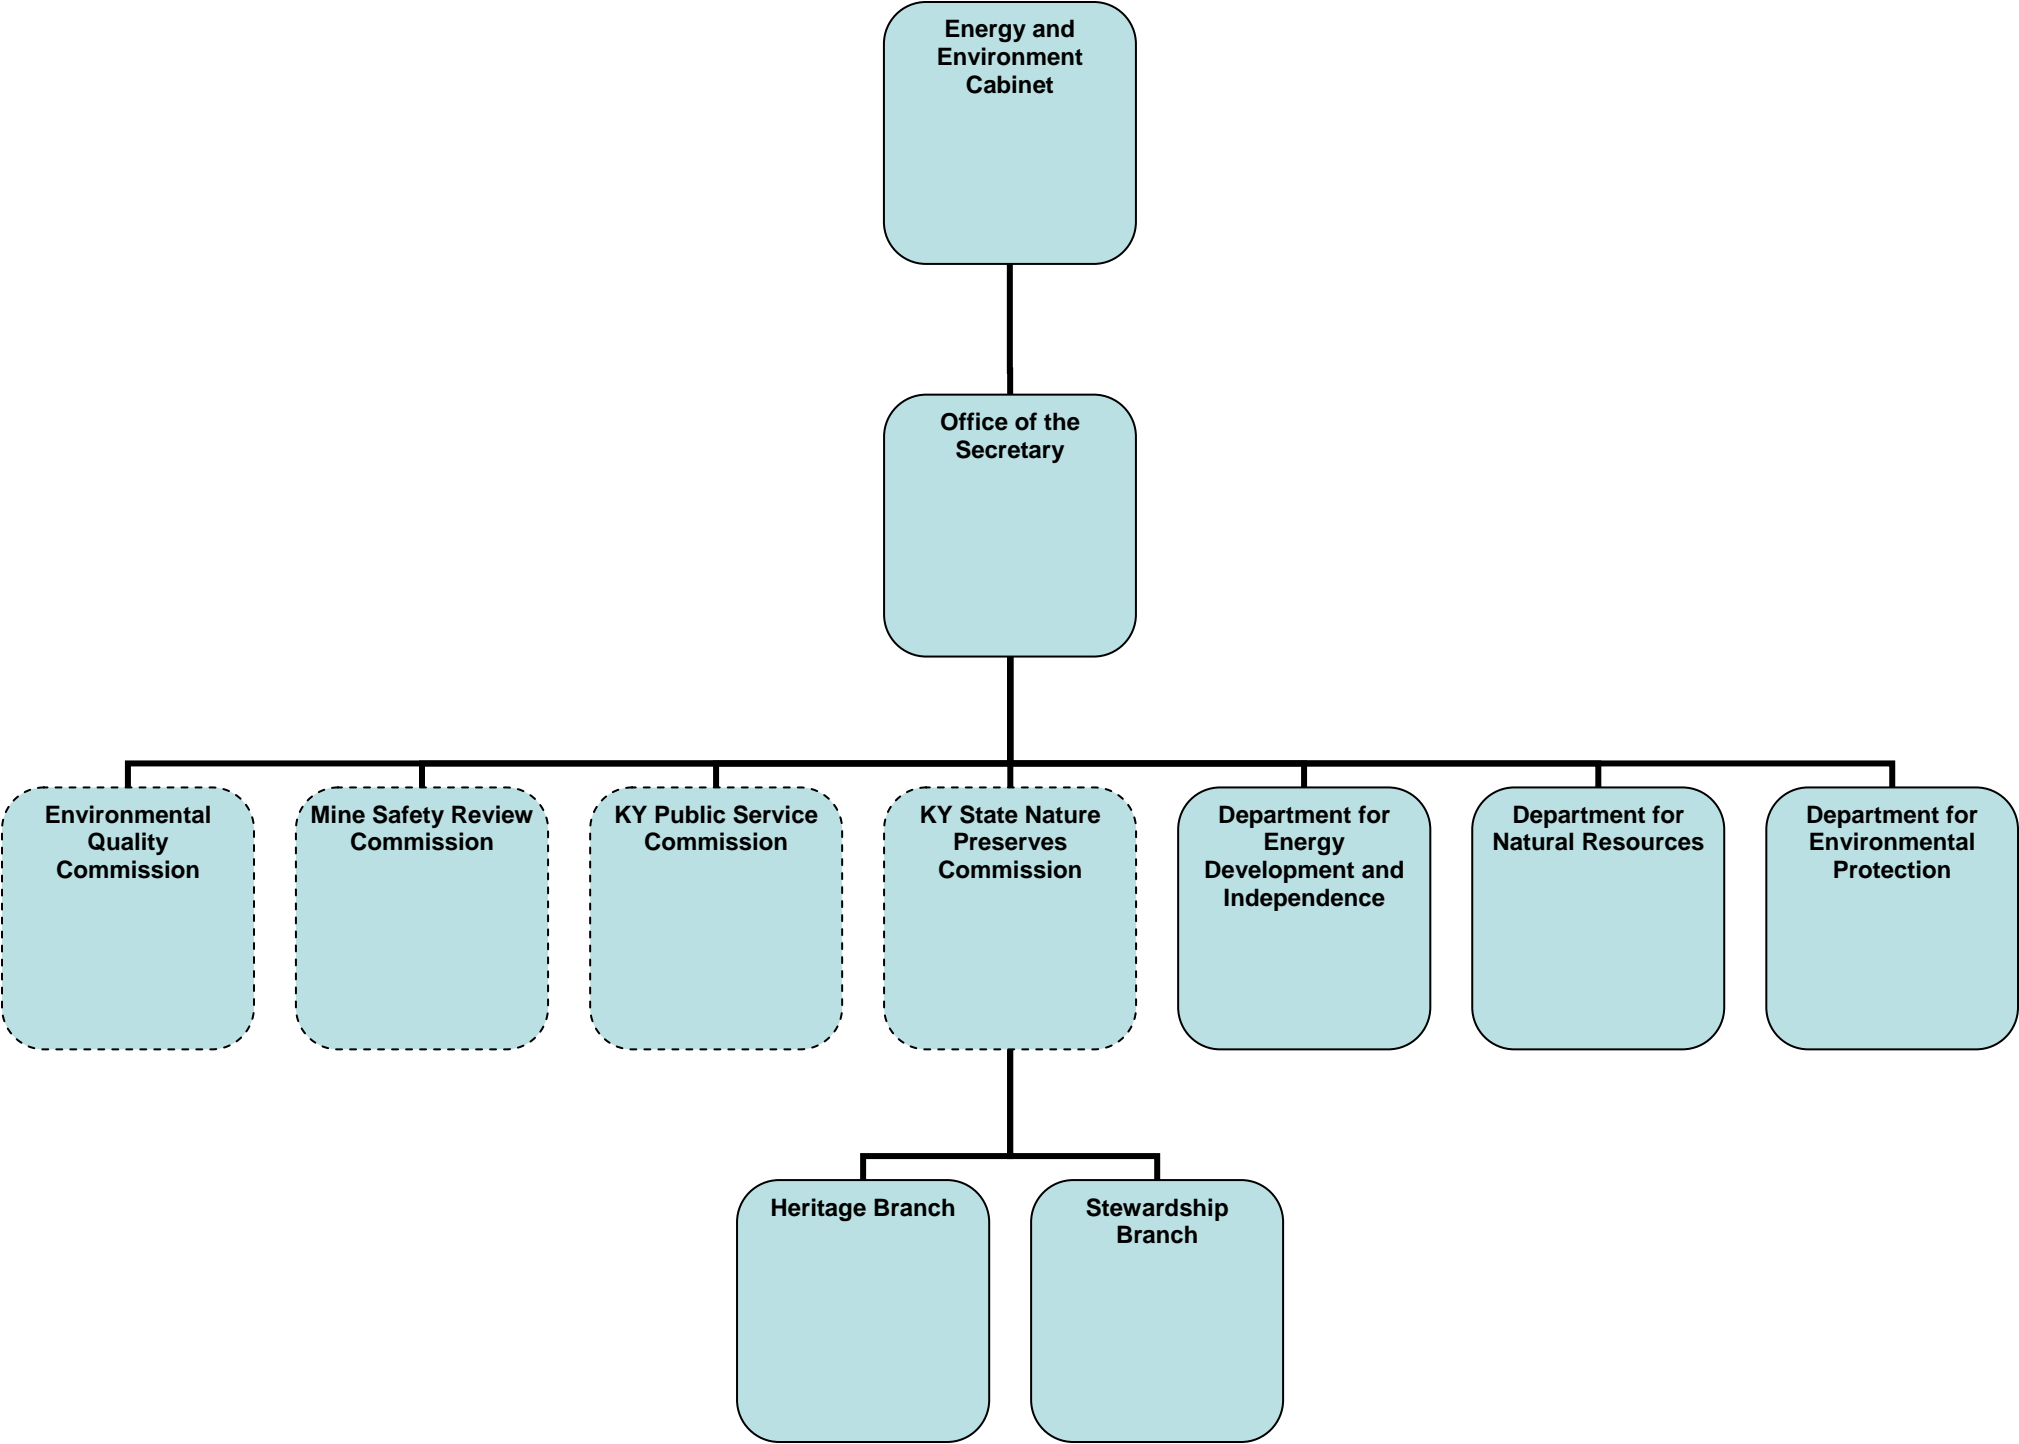 Energy and
Environment
Cabinet
Office of the
Secretary
Environmental
Quality
Commission
Mine Safety Review
Commission
KY Public Service
Commission
KY State Nature
Preserves
Commission
Department for
Energy
Development and
Independence
Department for
Natural Resources
Department for
Environmental
Protection
Heritage Branch
Stewardship
Branch